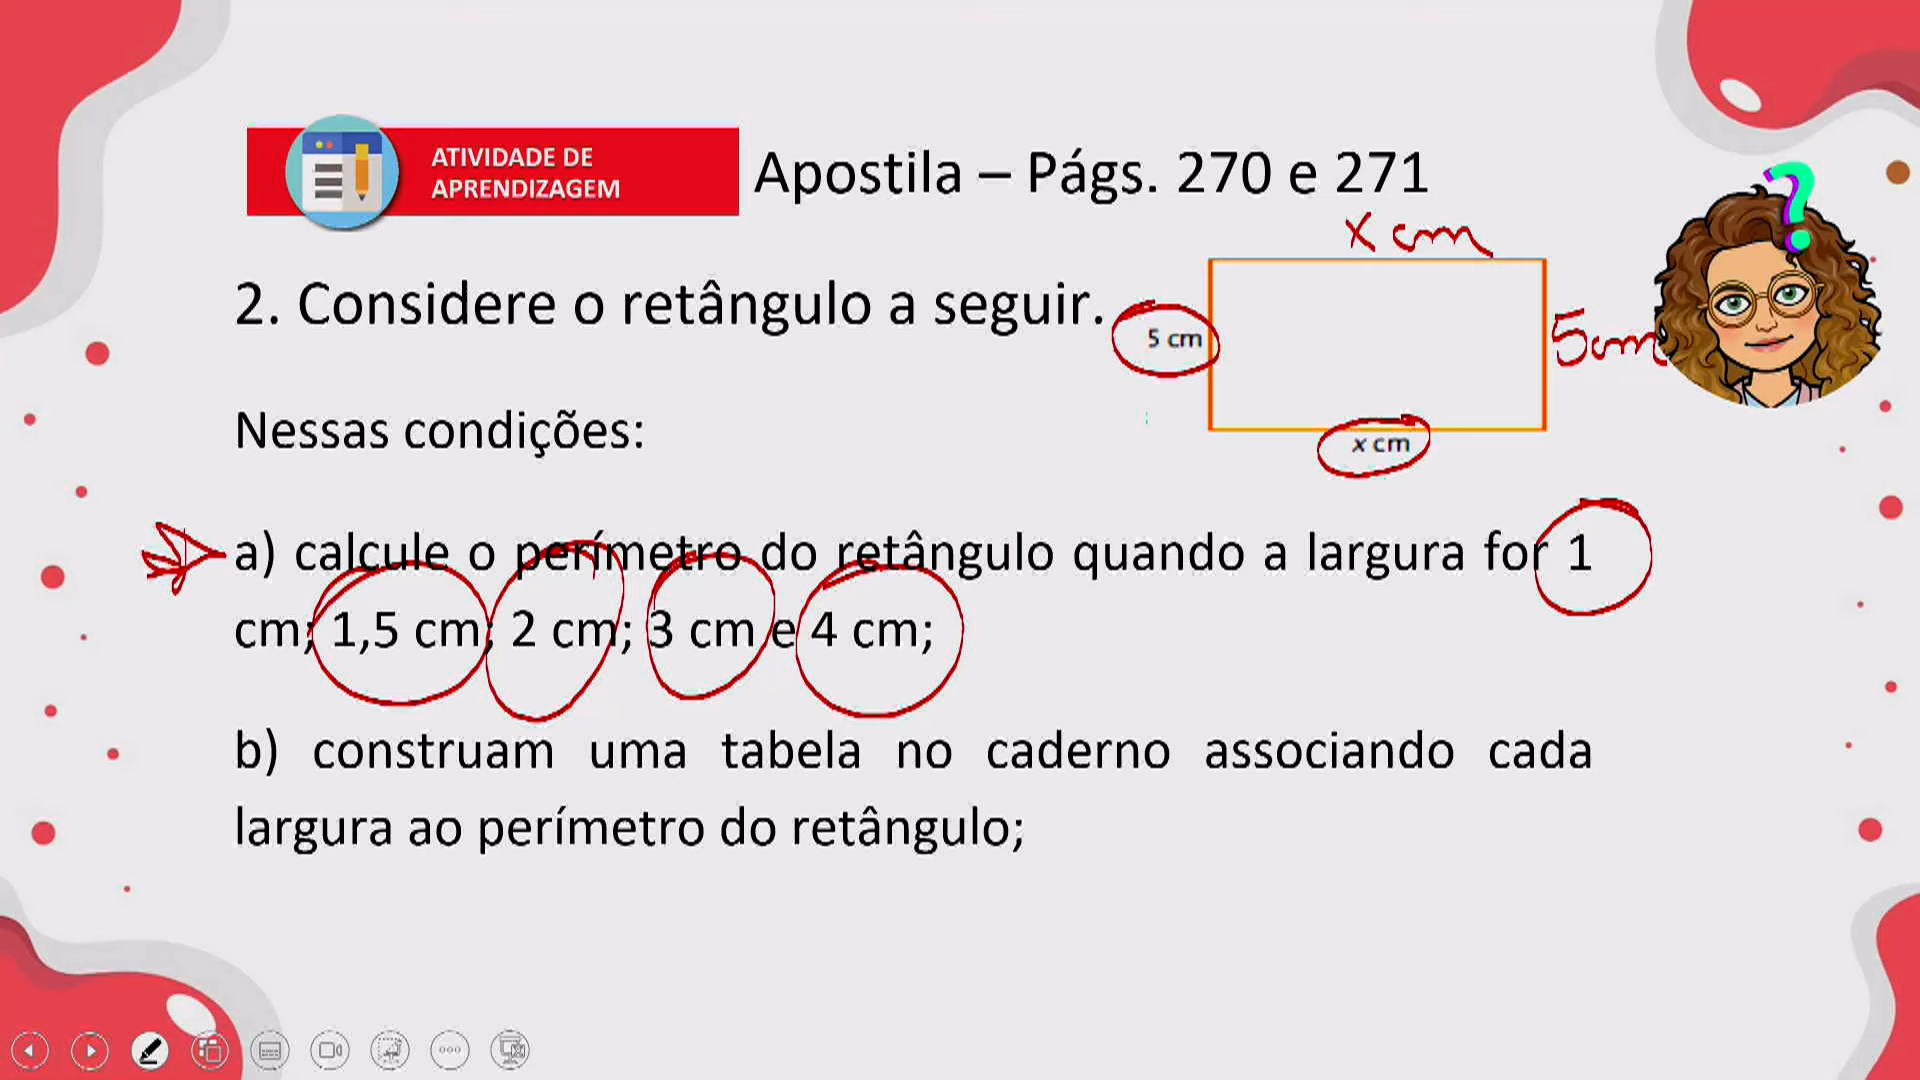 ATIVIDADE DE
APRENDIZAGEM
Apostila – Págs. 270 e 271
x cm
2. Considere o retângulo a seguir.
5 cm
5cm
x cm
Nessas condições:
a) calcule o perímetro do retângulo quando a largura for 1
cm; 1,5 cm; 2 cm; 3 cm e 4 cm;
b) construam uma tabela no caderno associando cada
largura ao perímetro do retângulo;